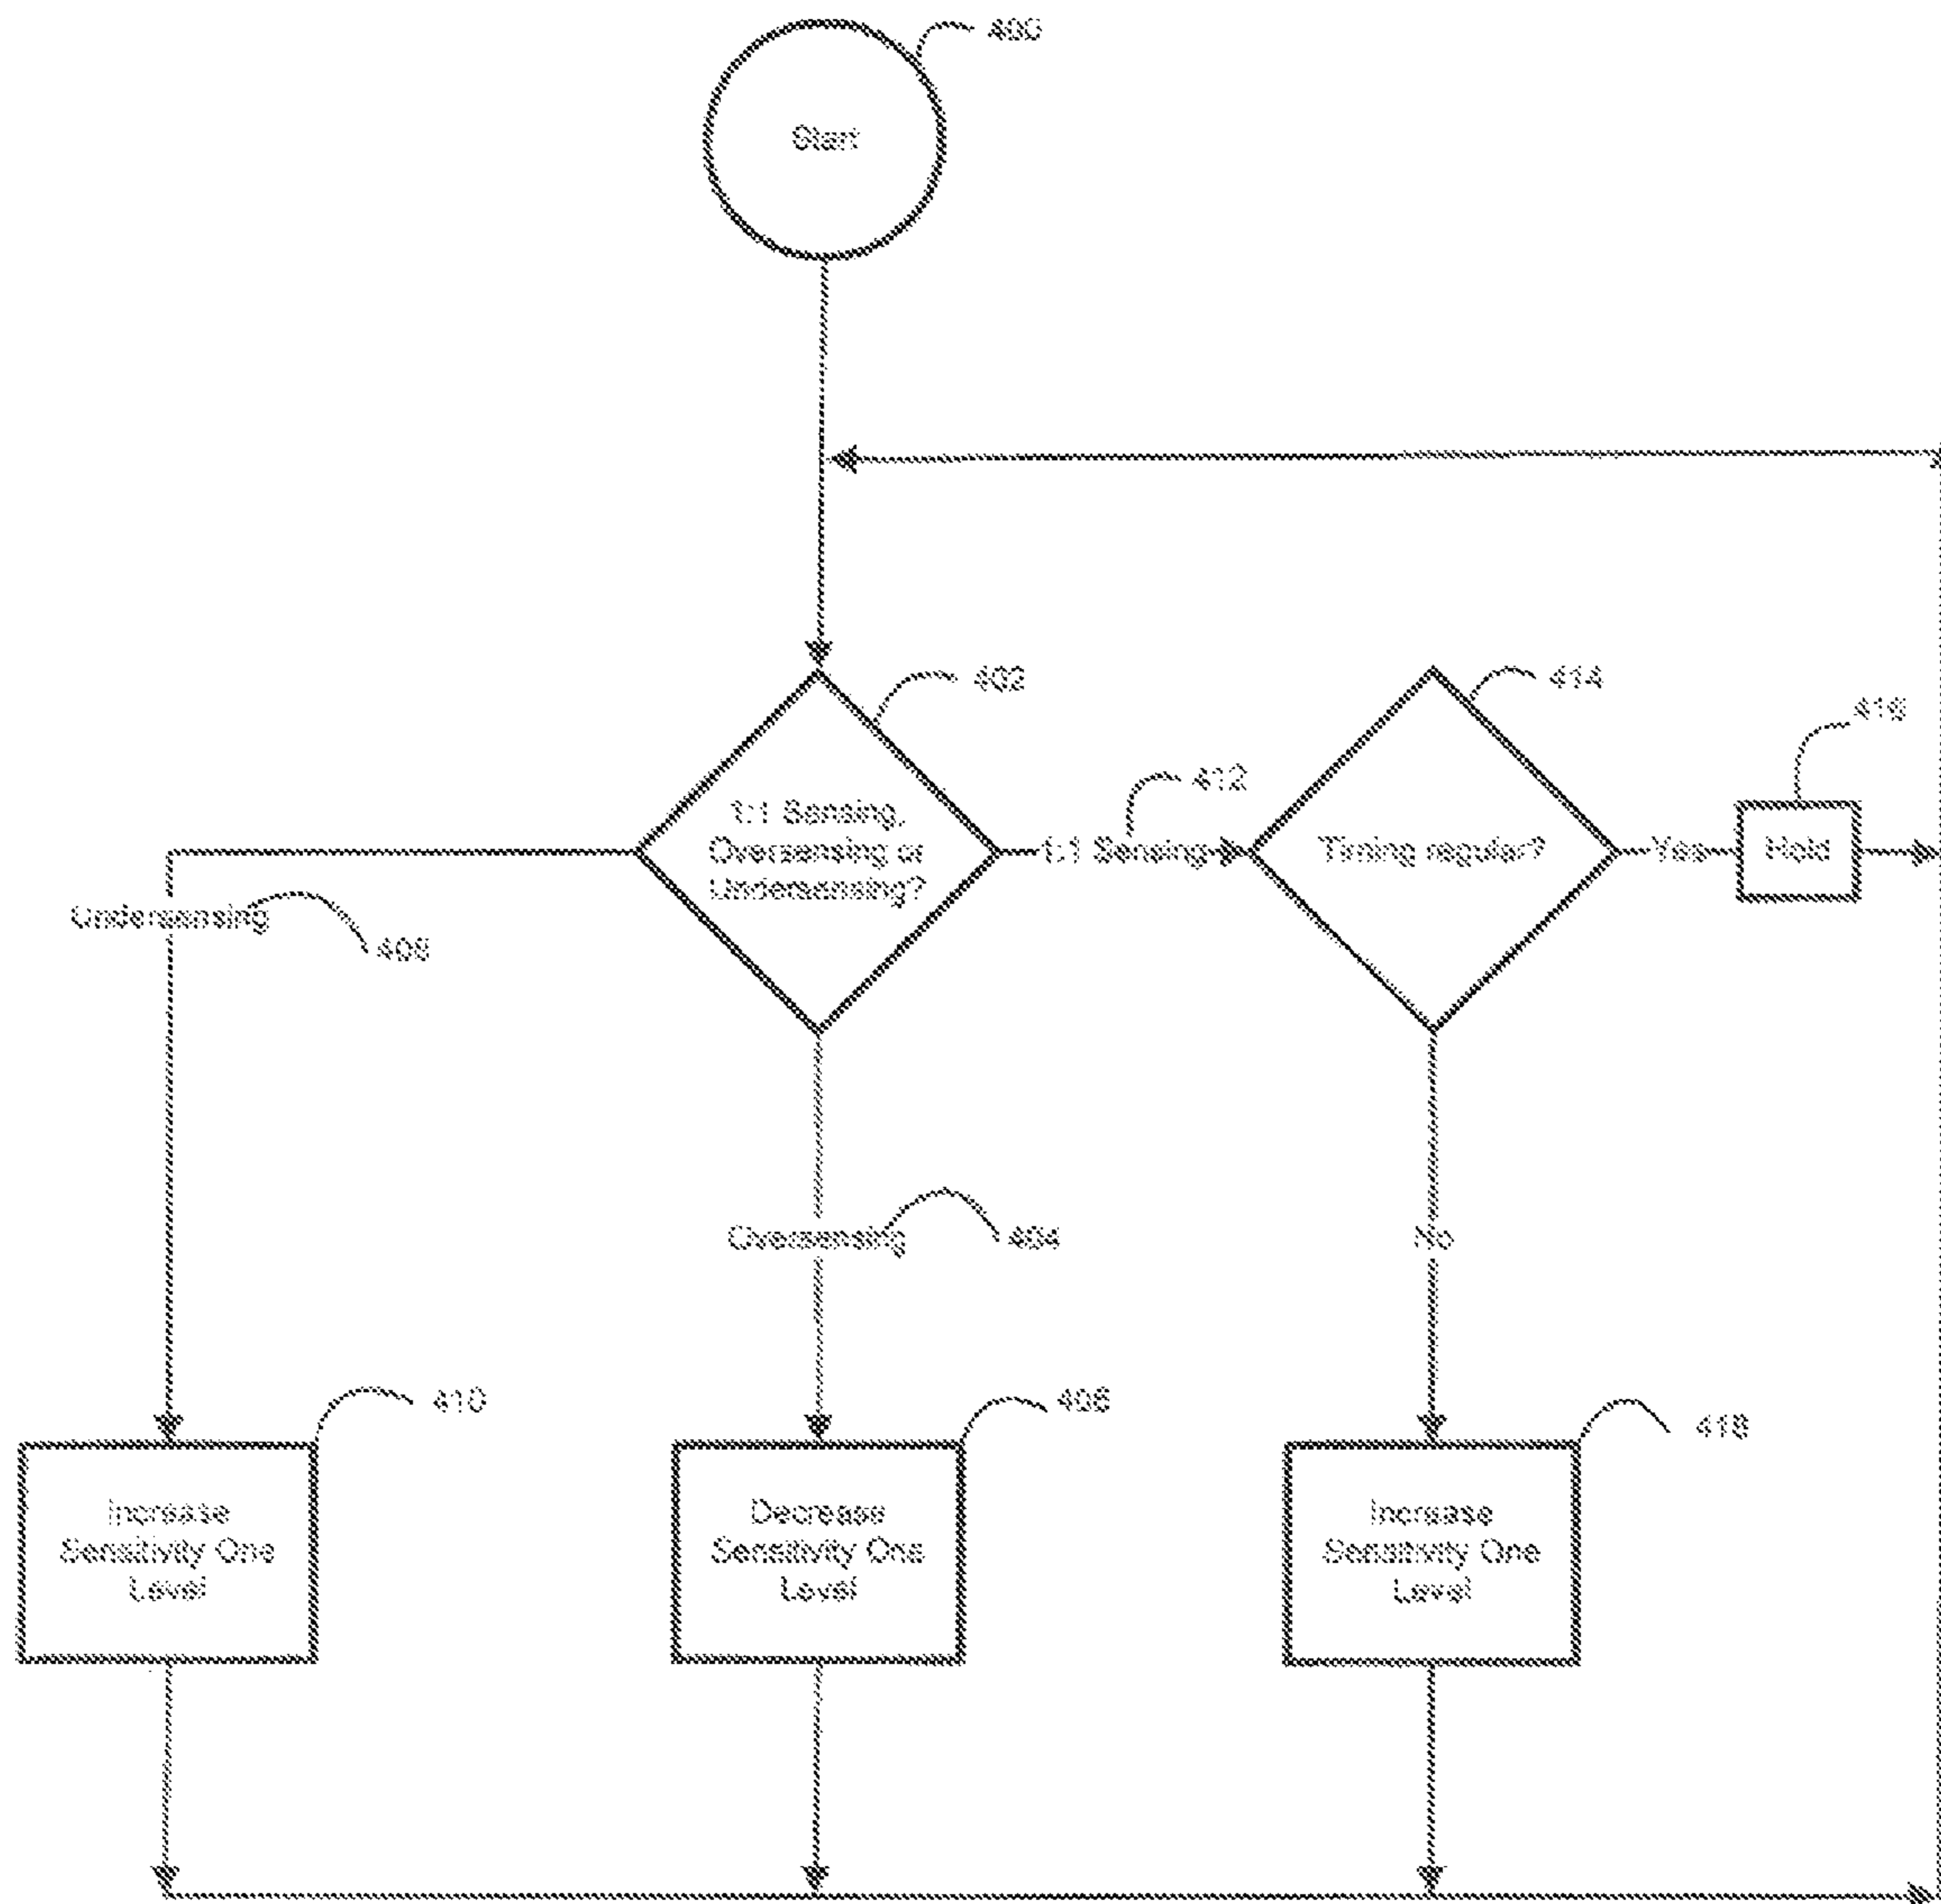 400
Start
402
414
416
1:1 Sensing,
Oversensing or
Undersensing?
1:1 Sensing
412
Timing regular?
Yes
Hold
Undersensing
408
Oversensing
404
No
410
406
418
Increase
Sensitivity One
Level
Decrease
Sensitivity One
Level
Increase
Sensitivity One
Level